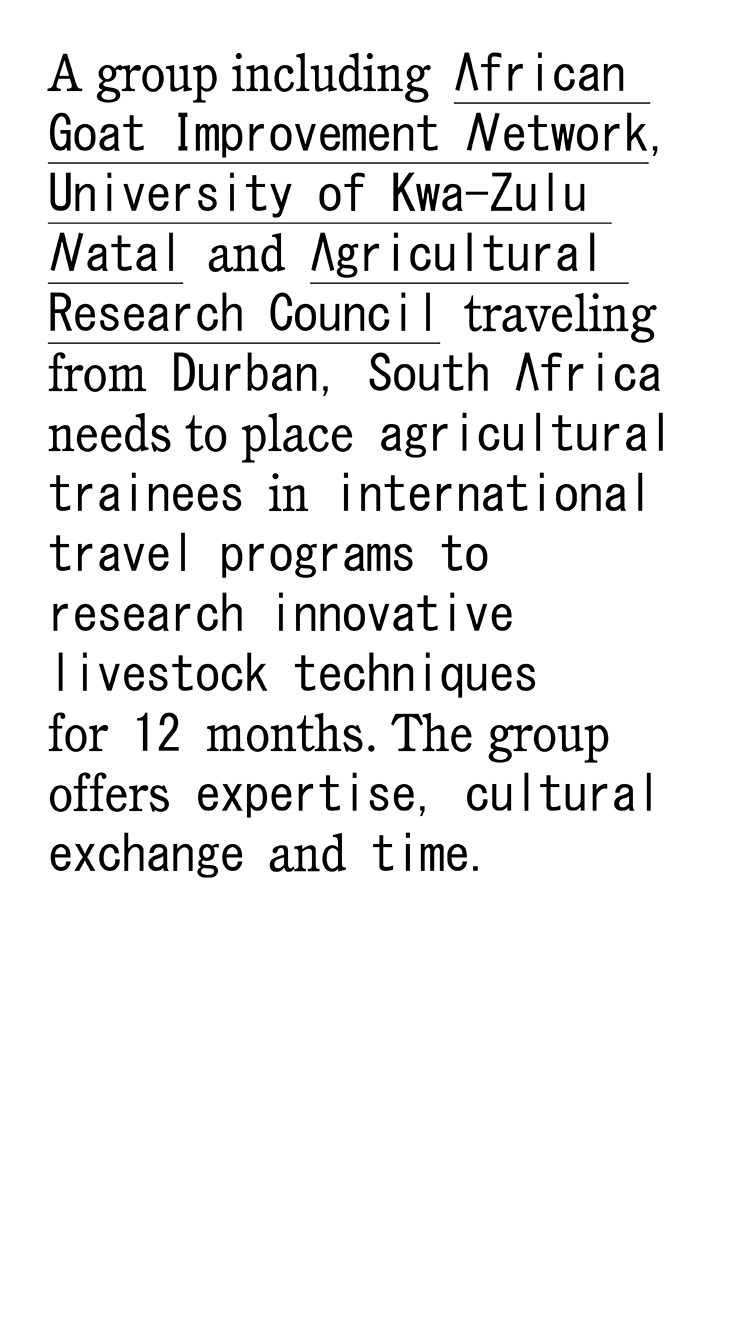 A group including African
Goat Improvement Network,
University of Kwa-Zulu
Natal and Agricultural
Research Council traveling
from Durban, South Africa
needs to place agricultural
trainees in international
travel programs to
research innovative
livestock techniques
for 12 months. The group
offers expertise, cultural
exchange and time.